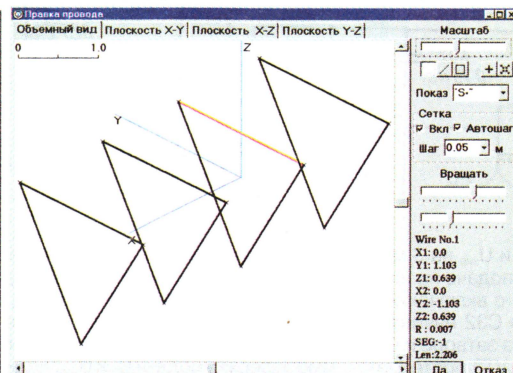 Правка провода
Объемный вид Плоскость X-Y Плоскость X-Z Плоскость Y-Z
Масштаб
0 1.0
Z
Y
X
Показ "S-"
Сетка
Вкл Автошаг
Шаг 0.05 м
Вращать
Wire No.1
X1: 0.0
Y1: 1.103
Z1: 0.639
X2: 0.0
Y2: -1.103
Z2: 0.639
R : 0.007
SEG:-1
Len:2.206
Да Отказ